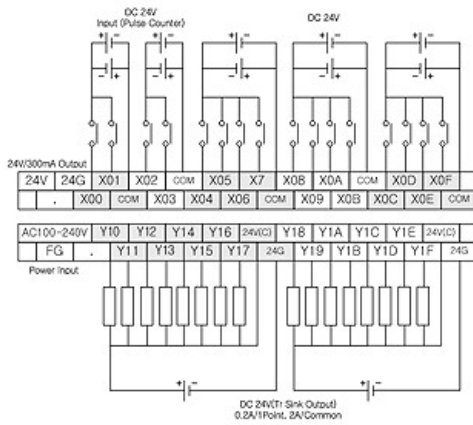 DC 24V
Input (Pulse Counter)
DC 24V
24V/300mA Output
24V 24G X01 X02 COM X05 X7 X08 X0A COM X0D X0F
. X00 COM X03 X04 X06 COM X09 X0B X0C X0E COM
AC100-240V Y10 Y12 Y14 Y16 24V(C) Y18 Y1A Y1C Y1E 24V(C)
FG . Y11 Y13 Y15 Y17 24G Y19 Y1B Y1D Y1F 24G
Power Input
DC 24V(Tr Sink Output)
0.2A/1Point, 2A/Common